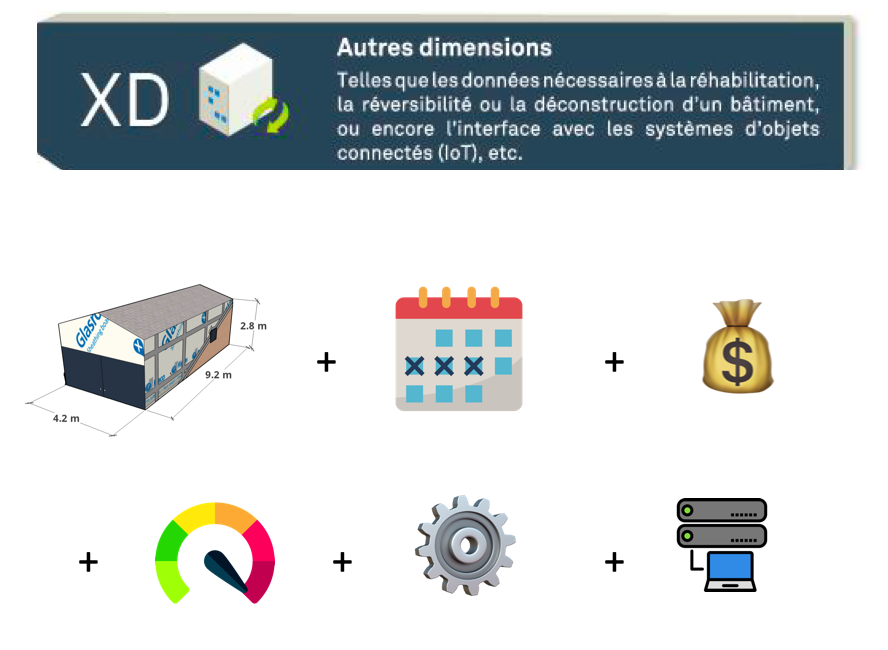 XD
Autres dimensions
Telles que les données nécessaires à la réhabilitation,
la réversibilité ou la déconstruction d'un bâtiment,
ou encore l'interface avec les systèmes d'objets
connectés (IoT), etc.
2.8 m
9.2 m
4.2 m
+
+
$
+
+
+